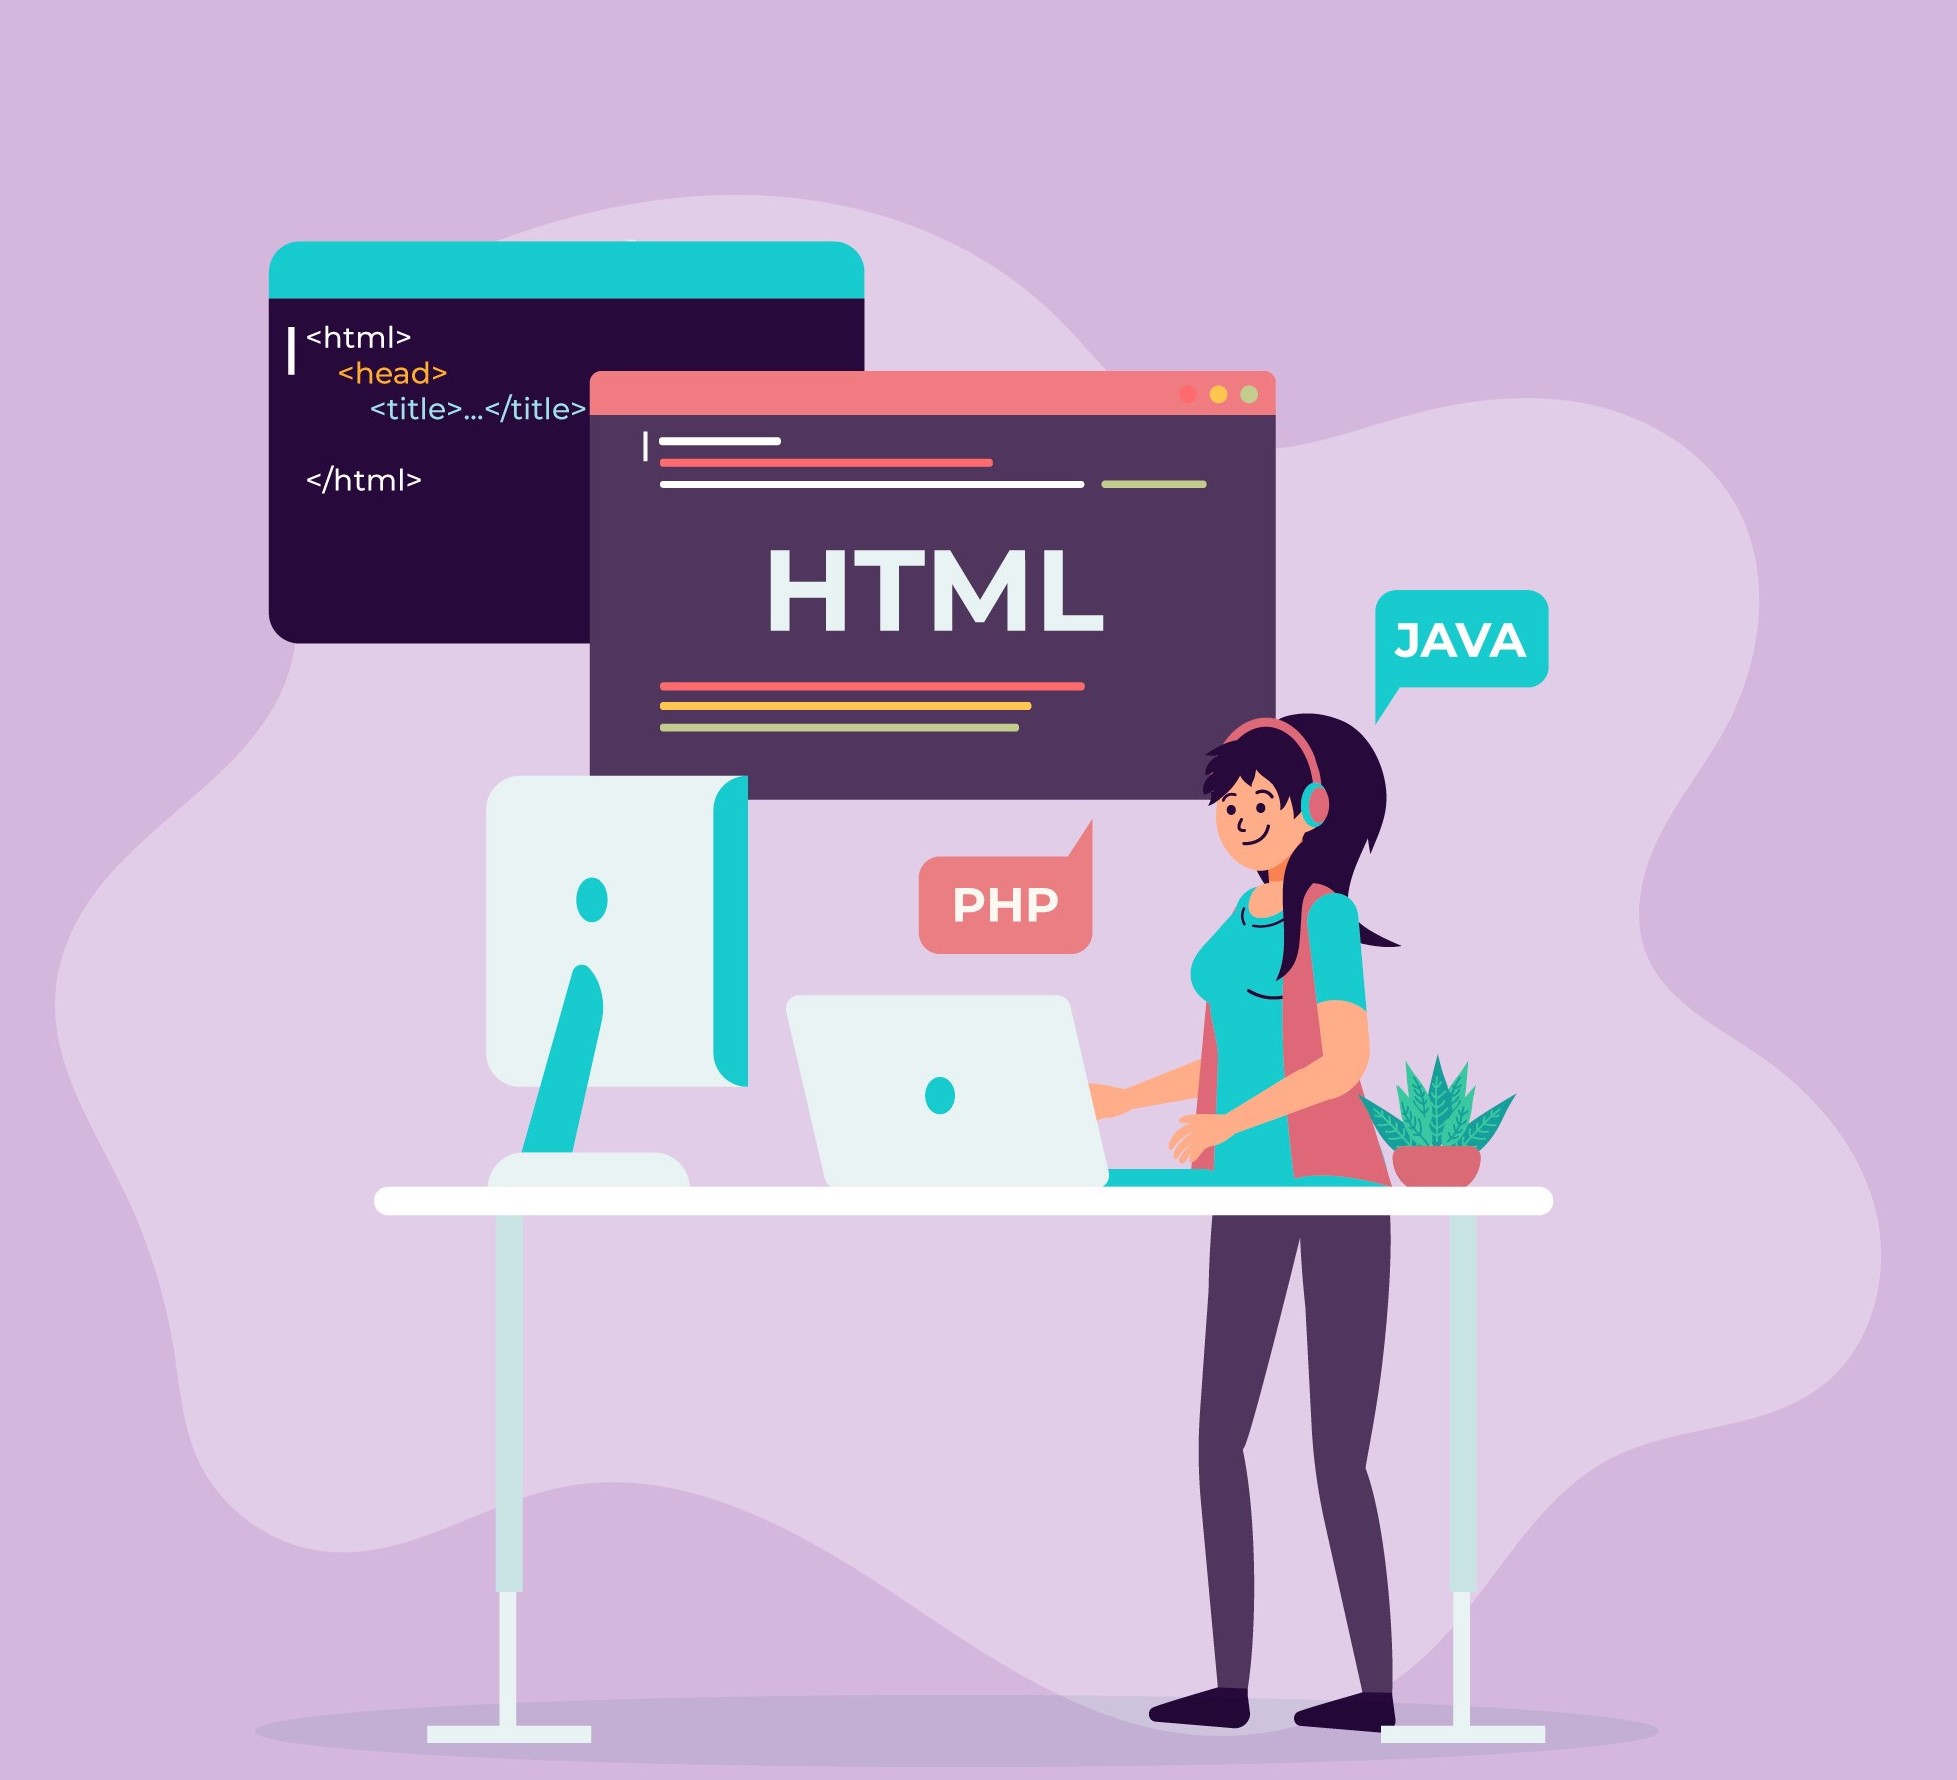 <html>
<head>
<title>...</title>
</html>
HTML
JAVA
PHP